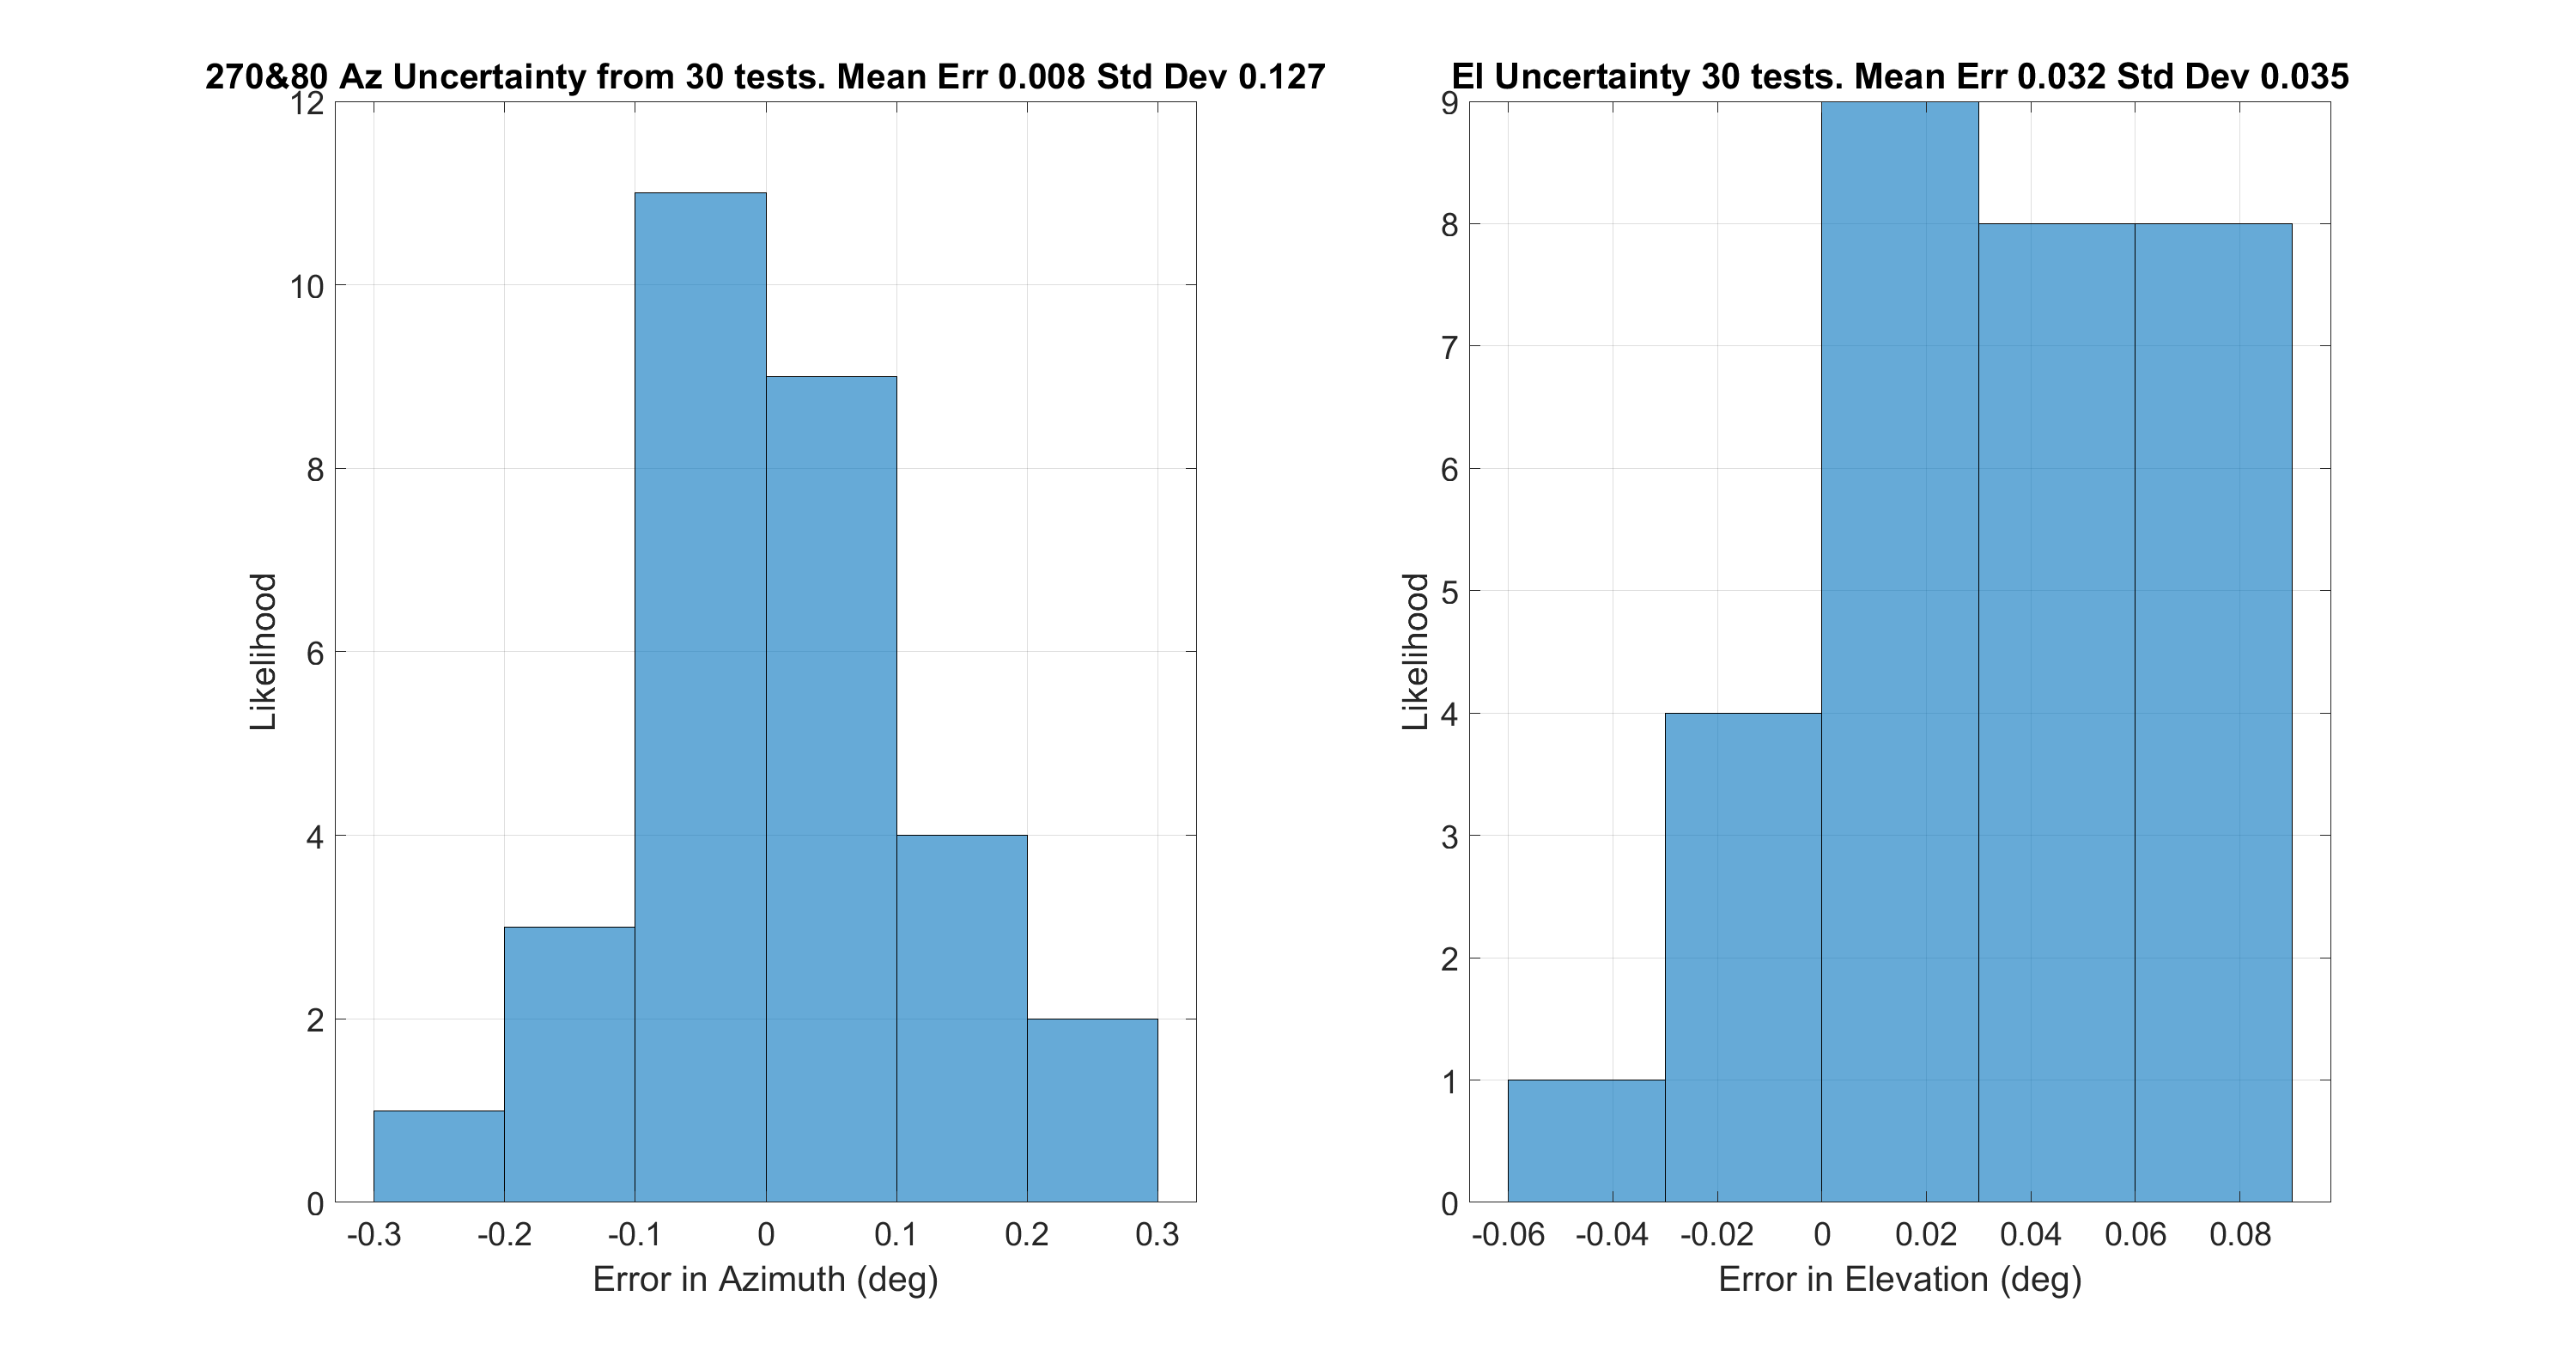 270&80 Az Uncertainty from 30 tests. Mean Err 0.008 Std Dev 0.127
12
10
8
6
4
2
0
Likelihood
-0.3 -0.2 -0.1 0 0.1 0.2 0.3
Error in Azimuth (deg)
El Uncertainty 30 tests. Mean Err 0.032 Std Dev 0.035
9
8
7
6
5
4
3
2
1
0
Likelihood
-0.06 -0.04 -0.02 0 0.02 0.04 0.06 0.08
Error in Elevation (deg)